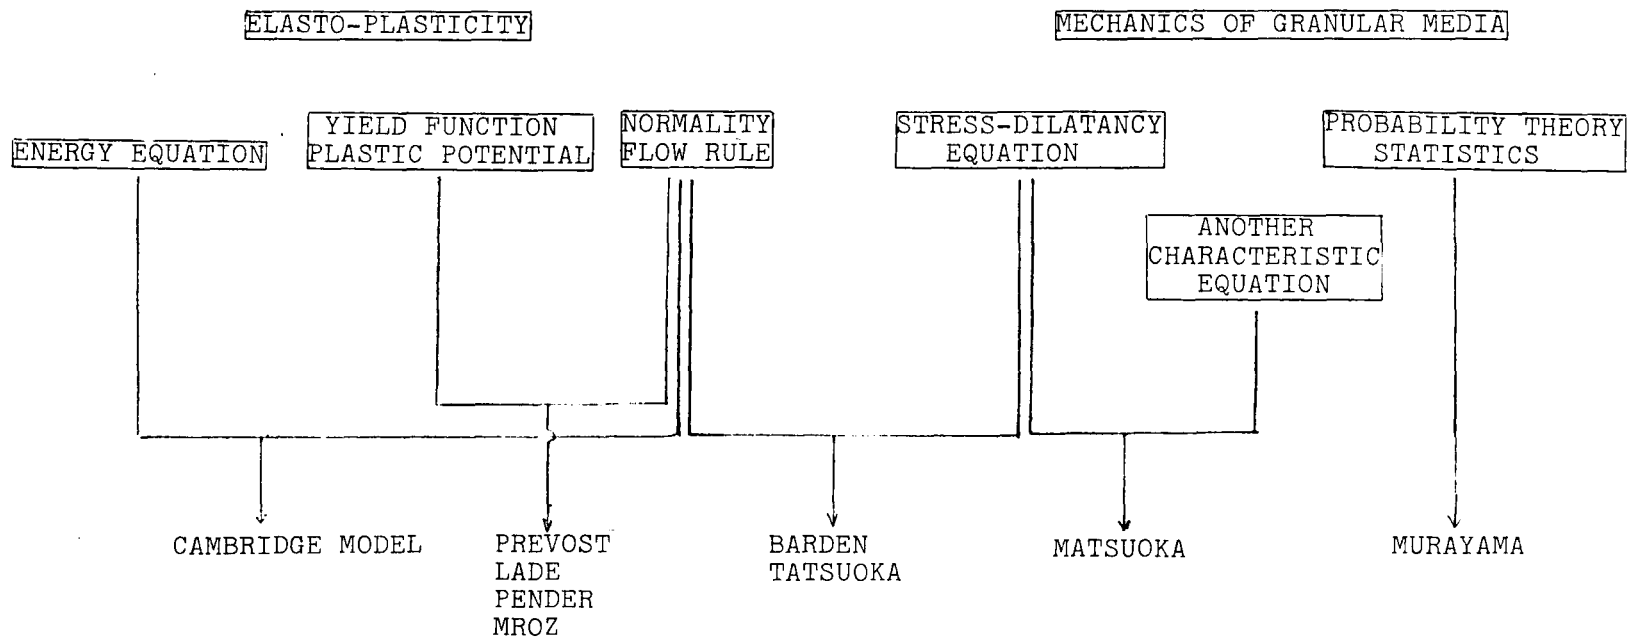 ELASTO-PLASTICITY
MECHANICS OF GRANULAR MEDIA
ENERGY EQUATION
YIELD FUNCTION
PLASTIC POTENTIAL
NORMALITY
FLOW RULE
STRESS-DILATANCY
EQUATION
PROBABILITY THEORY
STATISTICS
ANOTHER
CHARACTERISTIC
EQUATION
CAMBRIDGE MODEL
PREVOST
LADE
PENDER
MROZ
BARDEN
TATSUOKA
MATSUOKA
MURAYAMA